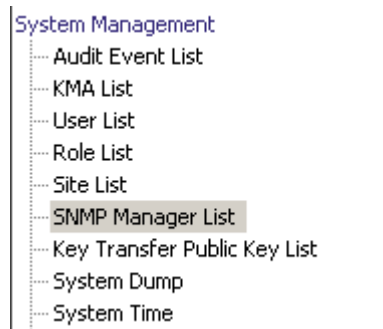 System Management
Audit Event List
KMA List
User List
Role List
Site List
SNMP Manager List
Key Transfer Public Key List
System Dump
System Time